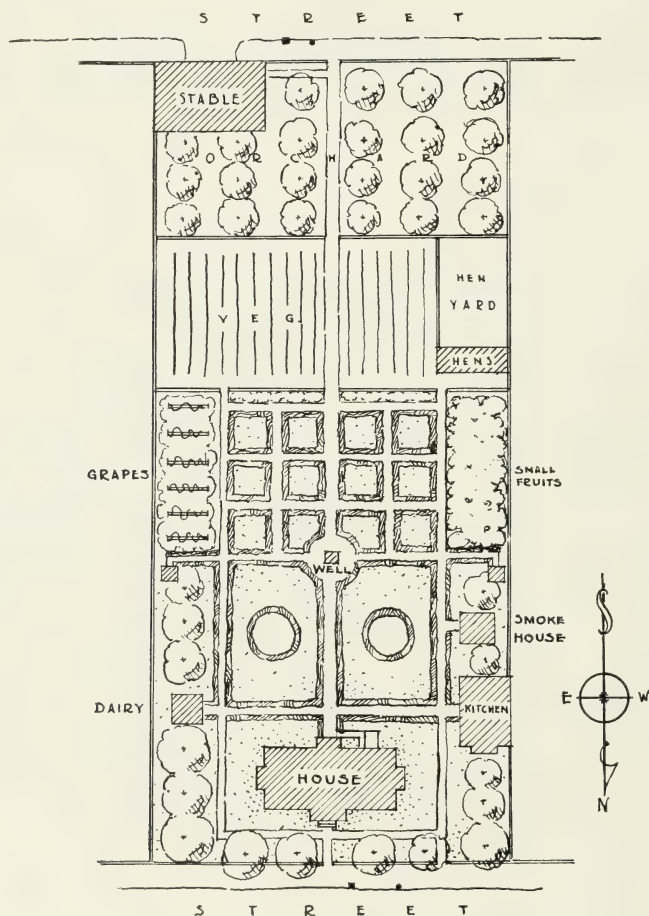 STREET
STABLE
ORCHARD
HEN
YARD
VEG.
HENS
GRAPES
SMALL
FRUITS
WELL
SMOKE
HOUSE
DAIRY
KITCHEN
E W
HOUSE
N
STREET